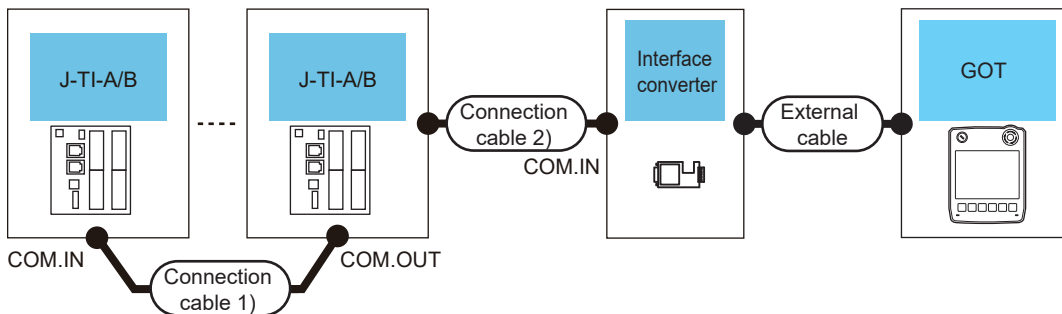 J-TI-A/B
J-TI-A/B
Interface
converter
GOT
Connection
cable 2)
External
cable
COM.IN
COM.IN
COM.OUT
Connection
cable 1)